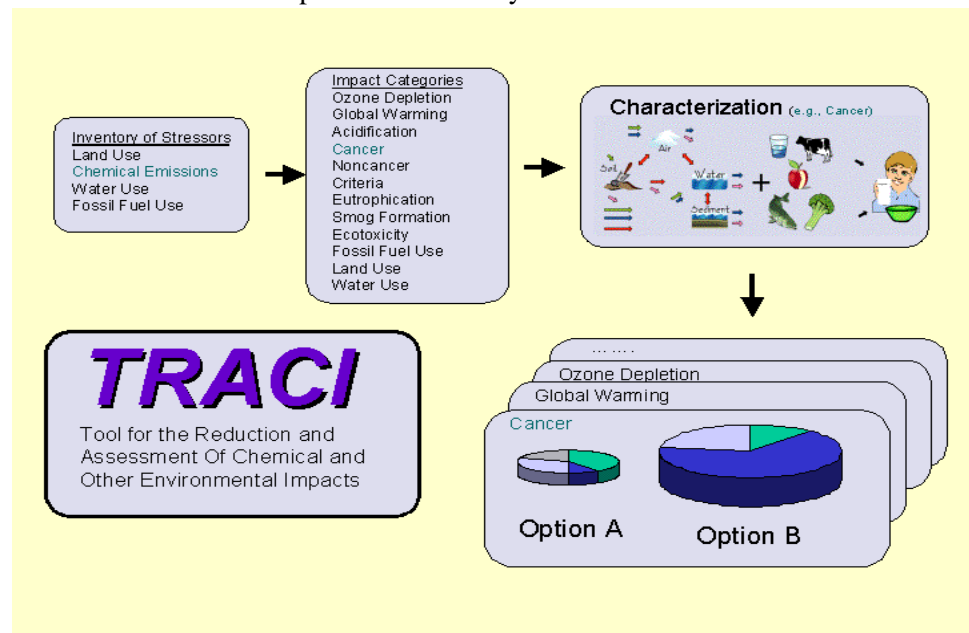 Inventory of Stressors
Land Use
Chemical Emissions
Water Use
Fossil Fuel Use
Impact Categories
Ozone Depletion
Global Warming
Acidification
Cancer
Noncancer
Criteria
Eutrophication
Smog Formation
Ecotoxicity
Fossil Fuel Use
Land Use
Water Use
Characterization (e.g., Cancer)
Air
Soil
Water
Sediment
TRACI
Tool for the Reduction and
Assessment Of Chemical and
Other Environmental Impacts
... ... .
Ozone Depletion
Global Warming
Cancer
Option A
Option B